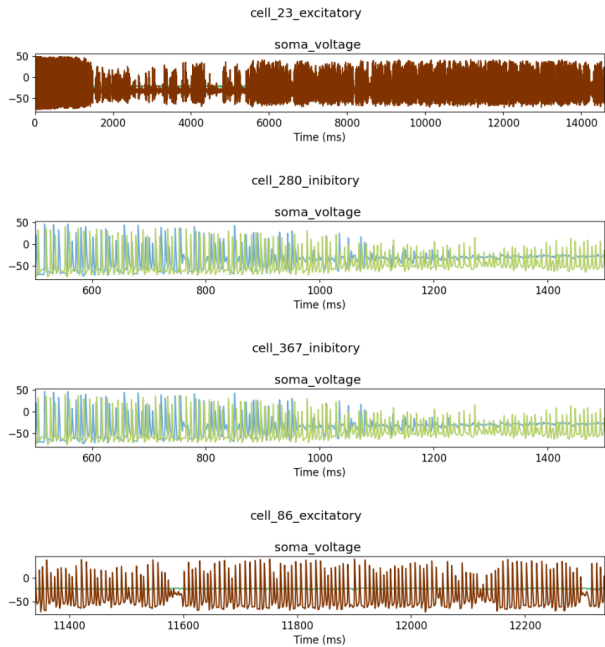 cell_23_excitatory
soma_voltage
50
0
−50
0 2000 4000 6000 8000 10000 12000 14000
Time (ms)
cell_280_inibitory
soma_voltage
50
0
−50
600 800 1000 1200 1400
Time (ms)
cell_367_inibitory
soma_voltage
50
0
−50
600 800 1000 1200 1400
Time (ms)
cell_86_excitatory
soma_voltage
0
−50
11400 11600 11800 12000 12200
Time (ms)